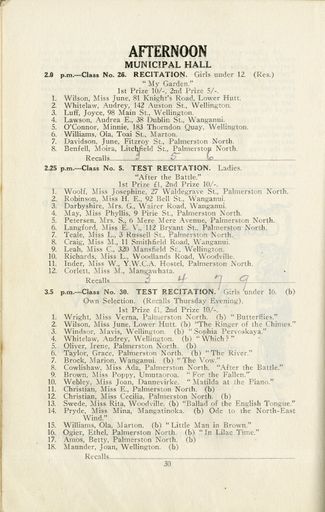 AFTERNOON
MUNICIPAL HALL
2.0 p.m.—Class No. 26. RECITATION. Girls under 12. (Res.)
"My Garden."
1st Prize 10/-, 2nd Prize 5/-.
1. Wilson, Miss June, 81 Knight's Road, Lower Hutt.
2. Whitelaw, Audrey, 142 Auston St., Wellington.
3. Luff, Joyce, 98 Main St., Wellington.
4. Lawson, Audrea E., 38 Dublin St., Wanganui.
5. O'Connor, Minnie, 183 Thorndon Quay, Wellington.
6. Williams, Ola, Toai St., Marton.
7. Davidson, June, Fitzroy St., Palmerston North.
8. Benfell, Moira, Litchfield St., Palmerston North.
Recalls 3 5 6
2.25 p.m.—Class No. 5. TEST RECITATION. Ladies.
"After the Battle."
1st Prize £1, 2nd Prize 10/-.
1. Woolf, Miss Josephine, 27 Waldegrave St., Palmerston North.
2. Robinson, Miss H. E., 92 Bell St., Wanganui.
3. Darbyshire, Mrs. G., Waizer Road, Wanganui.
4. May, Miss Phyllis, 9 Pirie St., Palmerston North.
5. Petersen, Mrs. S., 6 Mere Mere Avenue, Palmerston North.
6. Langford, Miss E. V., 112 Bryant St., Palmerston North.
7. Teale, Miss L., 3 Russell St., Palmerston North.
8. Craig, Miss M., 11 Smithfield Road, Wanganui.
9. Leah, Miss C., 320 Mansfield St., Wellington.
10. Richards, Miss L., Woodlands Road, Woodville.
11. Inder, Miss W., Y.W.C.A. Hostel, Palmerston North.
12. Corlett, Miss M., Mangawhata.
Recalls 3 4 7 9
3.5 p.m.—Class No. 30. TEST RECITATION. Girls under 16. (b)
Own Selection. (Recalls Thursday Evening).
1st Prize £1, 2nd Prize 10/-.
1. Wright, Miss Verna, Palmerston North. (b) "Butterflies."
2. Wilson, Miss June, Lower Hutt. (b) "The Ringer of the Chimes."
3. Windsor, Mavis, Wellington. (b) "Sophia Pervoskaya."
4. Whitelaw, Audrey, Wellington. (b) "Which?"
5. Oliver, Irene, Palmerston North. (b)
6. Taylor, Grace, Palmerston North. (b) "The River."
7. Brock, Marion, Wanganui. (b) "The Vow."
8. Cowlishaw, Miss Ada, Palmerston North. "After the Battle."
9. Brown, Miss Poppy, Umutaoroa. "For the Fallen."
10. Webley, Miss Joan, Dannevirke. "Matilda at the Piano."
11. Christian, Miss E., Palmerston North. (b)
12. Christian, Miss Cecilia, Palmerston North. (b)
13. Swede, Miss Rita, Woodville. (b) "Ballad of the English Tongue."
14. Pryde, Miss Mina, Mangatinoka. (b) Ode to the North-East
Wind."
15. Williams, Ola, Marton. (b) "Little Man in Brown."
16. Ogier, Ethel, Palmerston North. (b) "In Lilac Time."
17. Amos, Betty, Palmerston North. (b)
18. Maunder, Joan, Wellington. (b)
Recalls
30